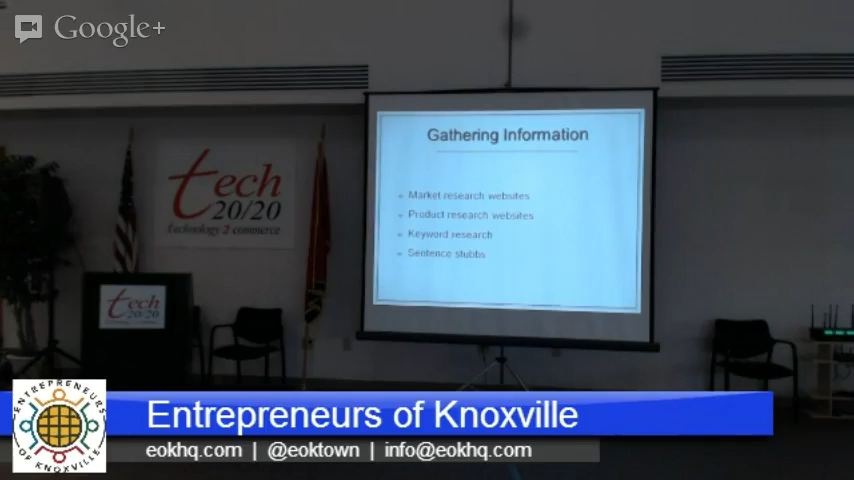 Google+
Gathering Information
Market research websites
Product research websites
Keyword research
Sentence stubbs
tech
20/20
technology 2 commerce
tech
20/20
ENTREPRENEURS
OF KNOXVILLE
Entrepreneurs of Knoxville
eokhq.com | @eoktown | info@eokhq.com